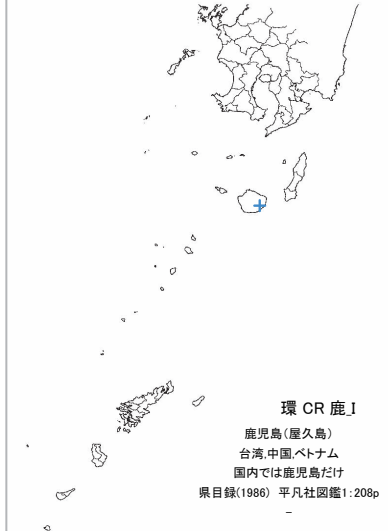 環 CR 鹿_I
鹿児島（屋久島）
台湾,中国,ベトナム
国内では鹿児島だけ
県目録(1986) 平凡社図鑑1：208p
–